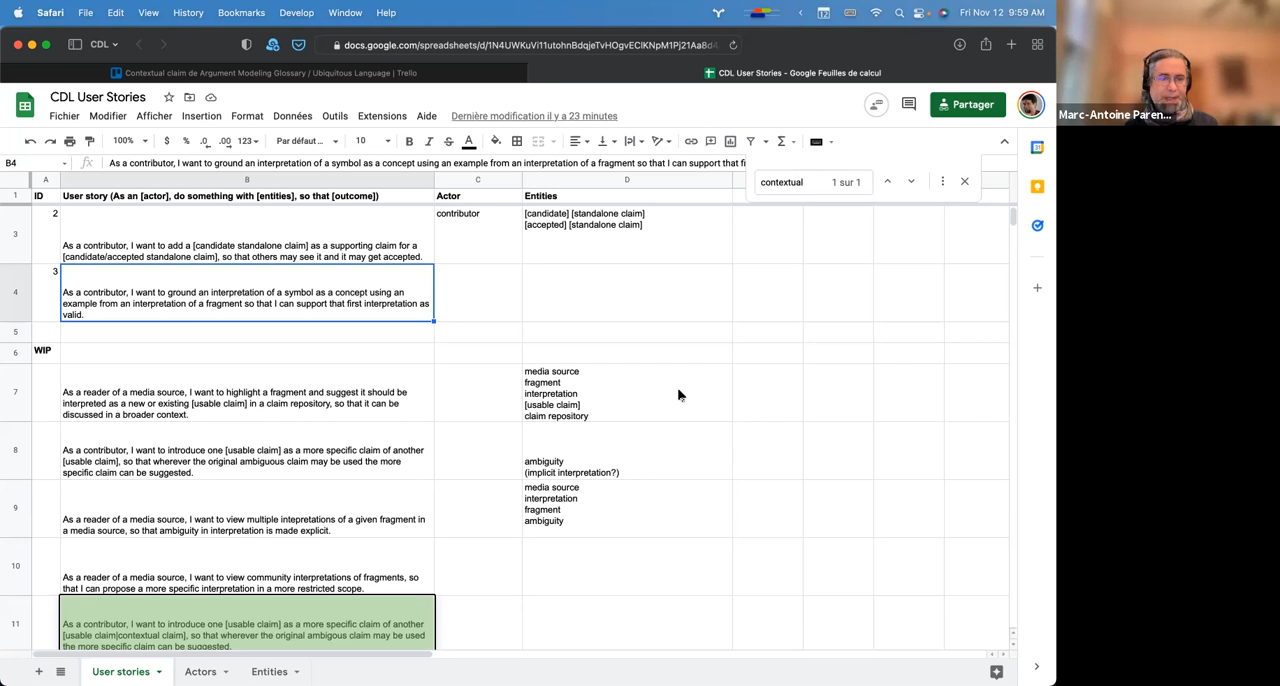 Safari File Edit View History Bookmarks Develop Window Help
Fri Nov 12 9:59 AM
CDL
docs.google.com/spreadsheets/d/1N4UWKuVi11utohnBdqjeTvHOgvECIKNpM1Pj21Aa8d4
Contextual claim de Argument Modeling Glossary / Ubiquitous Language | Trello
CDL User Stories - Google Feuilles de calcul
CDL User Stories
Partager
Fichier Modifier Afficher Insertion Format Données Outils Extensions Aide
Dernière modification il y a 23 minutes
100% $ % .0 .00 123 Par défaut ... 10 B I S A
B4 fx As a contributor, I want to ground an interpretation of a symbol as a concept using an example from an interpretation of a fragment so that I can support that fi
contextual 1 sur 1
A B C D
1 ID User story (As an [actor], do something with [entities], so that [outcome]) Actor Entities
3
2
As a contributor, I want to add a [candidate standalone claim] as a supporting claim for a
[candidate/accepted standalone claim], so that others may see it and it may get accepted.
contributor
[candidate] [standalone claim]
[accepted] [standalone claim]
4
3
As a contributor, I want to ground an interpretation of a symbol as a concept using an
example from an interpretation of a fragment so that I can support that first interpretation as
valid.
5
6 WIP
7
As a reader of a media source, I want to highlight a fragment and suggest it should be
interpreted as a new or existing [usable claim] in a claim repository, so that it can be
discussed in a broader context.
media source
fragment
interpretation
[usable claim]
claim repository
8
As a contributor, I want to introduce one [usable claim] as a more specific claim of another
[usable claim], so that wherever the original ambiguous claim may be used the more
specific claim can be suggested.
ambiguity
(implicit interpretation?)
9
As a reader of a media source, I want to view multiple intepretations of a given fragment in
a media source, so that ambiguity in interpretation is made explicit.
media source
interpretation
fragment
ambiguity
10
As a reader of a media source, I want to view community interpretations of fragments, so
that I can propose a more specific interpretation in a more restricted scope.
11
As a contributor, I want to introduce one [usable claim] as a more specific claim of another
[usable claim|contextual claim], so that wherever the original ambigous claim may be used
the more specific claim can be suggested.
User stories Actors Entities
Marc-Antoine Paren...